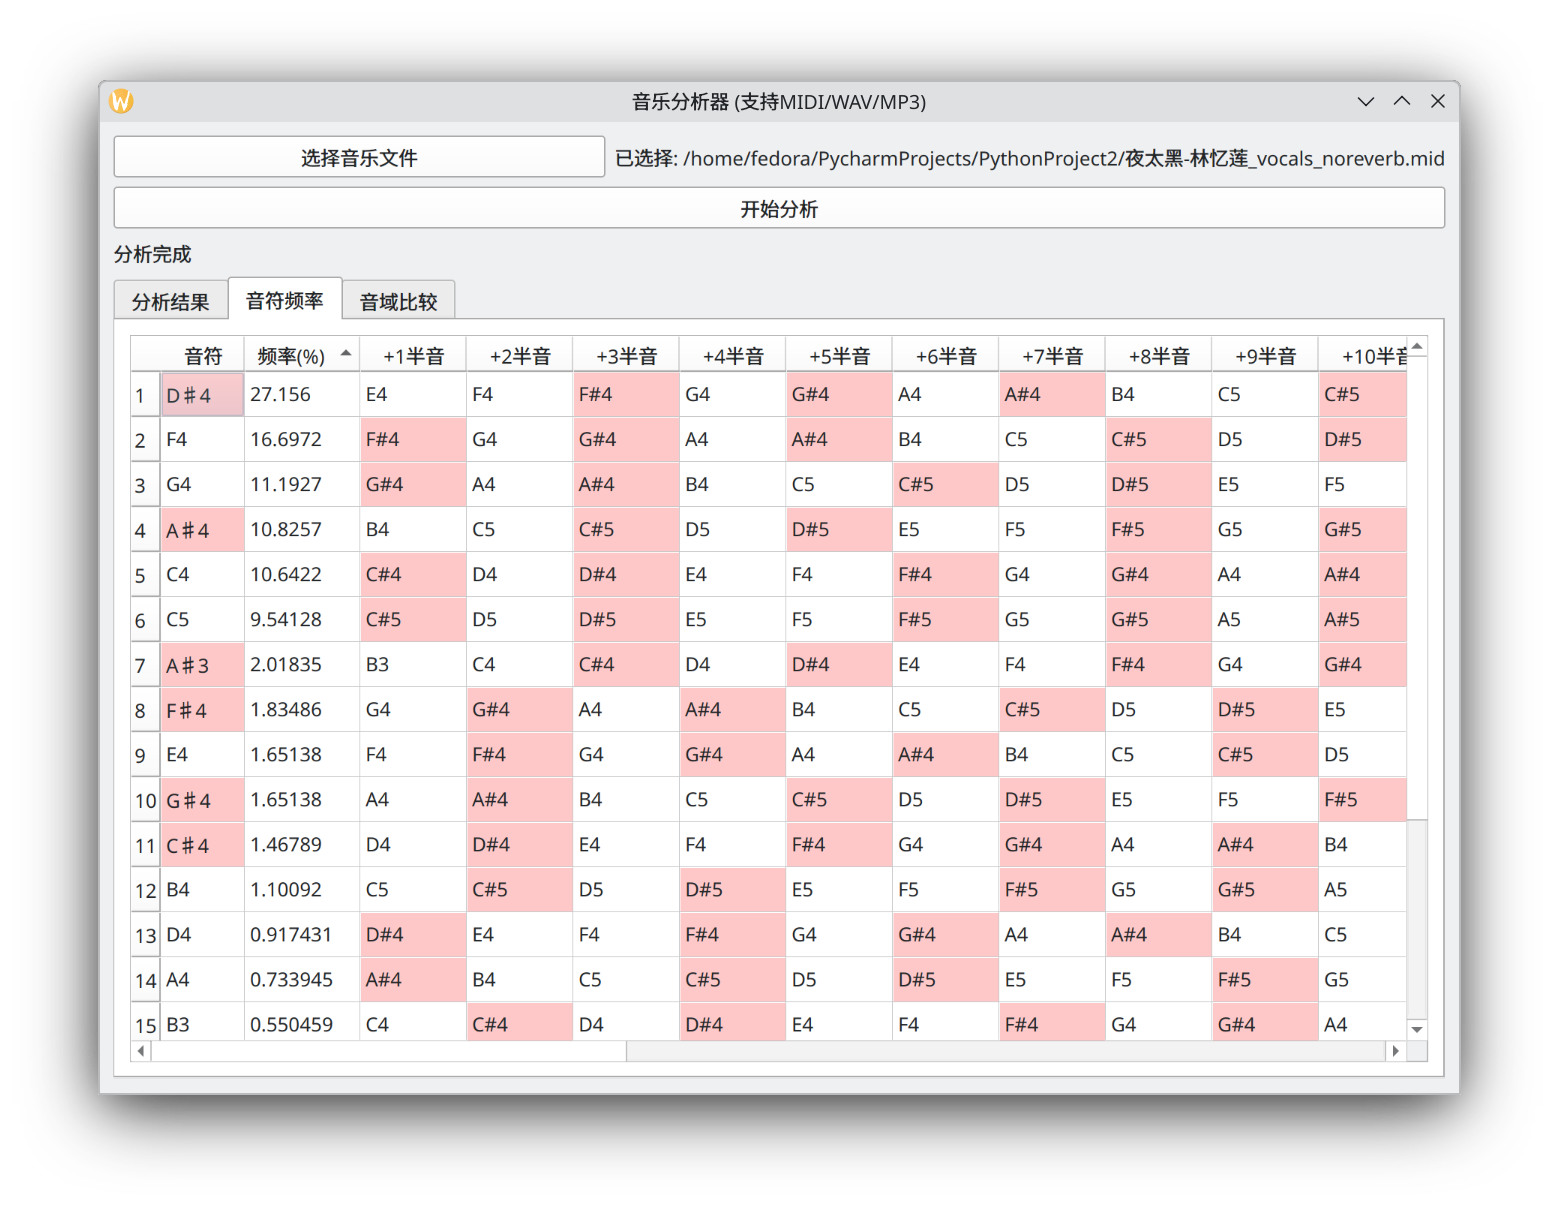 音乐分析器 (支持MIDI/WAV/MP3)
选择音乐文件 已选择: /home/fedora/PycharmProjects/PythonProject2/夜太黑-林忆莲_vocals_noreverb.mid
开始分析
分析完成
分析结果 音符频率 音域比较
音符 频率(%) +1半音 +2半音 +3半音 +4半音 +5半音 +6半音 +7半音 +8半音 +9半音 +10半音
1 D♯4 27.156 E4 F4 F#4 G4 G#4 A4 A#4 B4 C5 C#5
2 F4 16.6972 F#4 G4 G#4 A4 A#4 B4 C5 C#5 D5 D#5
3 G4 11.1927 G#4 A4 A#4 B4 C5 C#5 D5 D#5 E5 F5
4 A♯4 10.8257 B4 C5 C#5 D5 D#5 E5 F5 F#5 G5 G#5
5 C4 10.6422 C#4 D4 D#4 E4 F4 F#4 G4 G#4 A4 A#4
6 C5 9.54128 C#5 D5 D#5 E5 F5 F#5 G5 G#5 A5 A#5
7 A♯3 2.01835 B3 C4 C#4 D4 D#4 E4 F4 F#4 G4 G#4
8 F♯4 1.83486 G4 G#4 A4 A#4 B4 C5 C#5 D5 D#5 E5
9 E4 1.65138 F4 F#4 G4 G#4 A4 A#4 B4 C5 C#5 D5
10 G♯4 1.65138 A4 A#4 B4 C5 C#5 D5 D#5 E5 F5 F#5
11 C♯4 1.46789 D4 D#4 E4 F4 F#4 G4 G#4 A4 A#4 B4
12 B4 1.10092 C5 C#5 D5 D#5 E5 F5 F#5 G5 G#5 A5
13 D4 0.917431 D#4 E4 F4 F#4 G4 G#4 A4 A#4 B4 C5
14 A4 0.733945 A#4 B4 C5 C#5 D5 D#5 E5 F5 F#5 G5
15 B3 0.550459 C4 C#4 D4 D#4 E4 F4 F#4 G4 G#4 A4